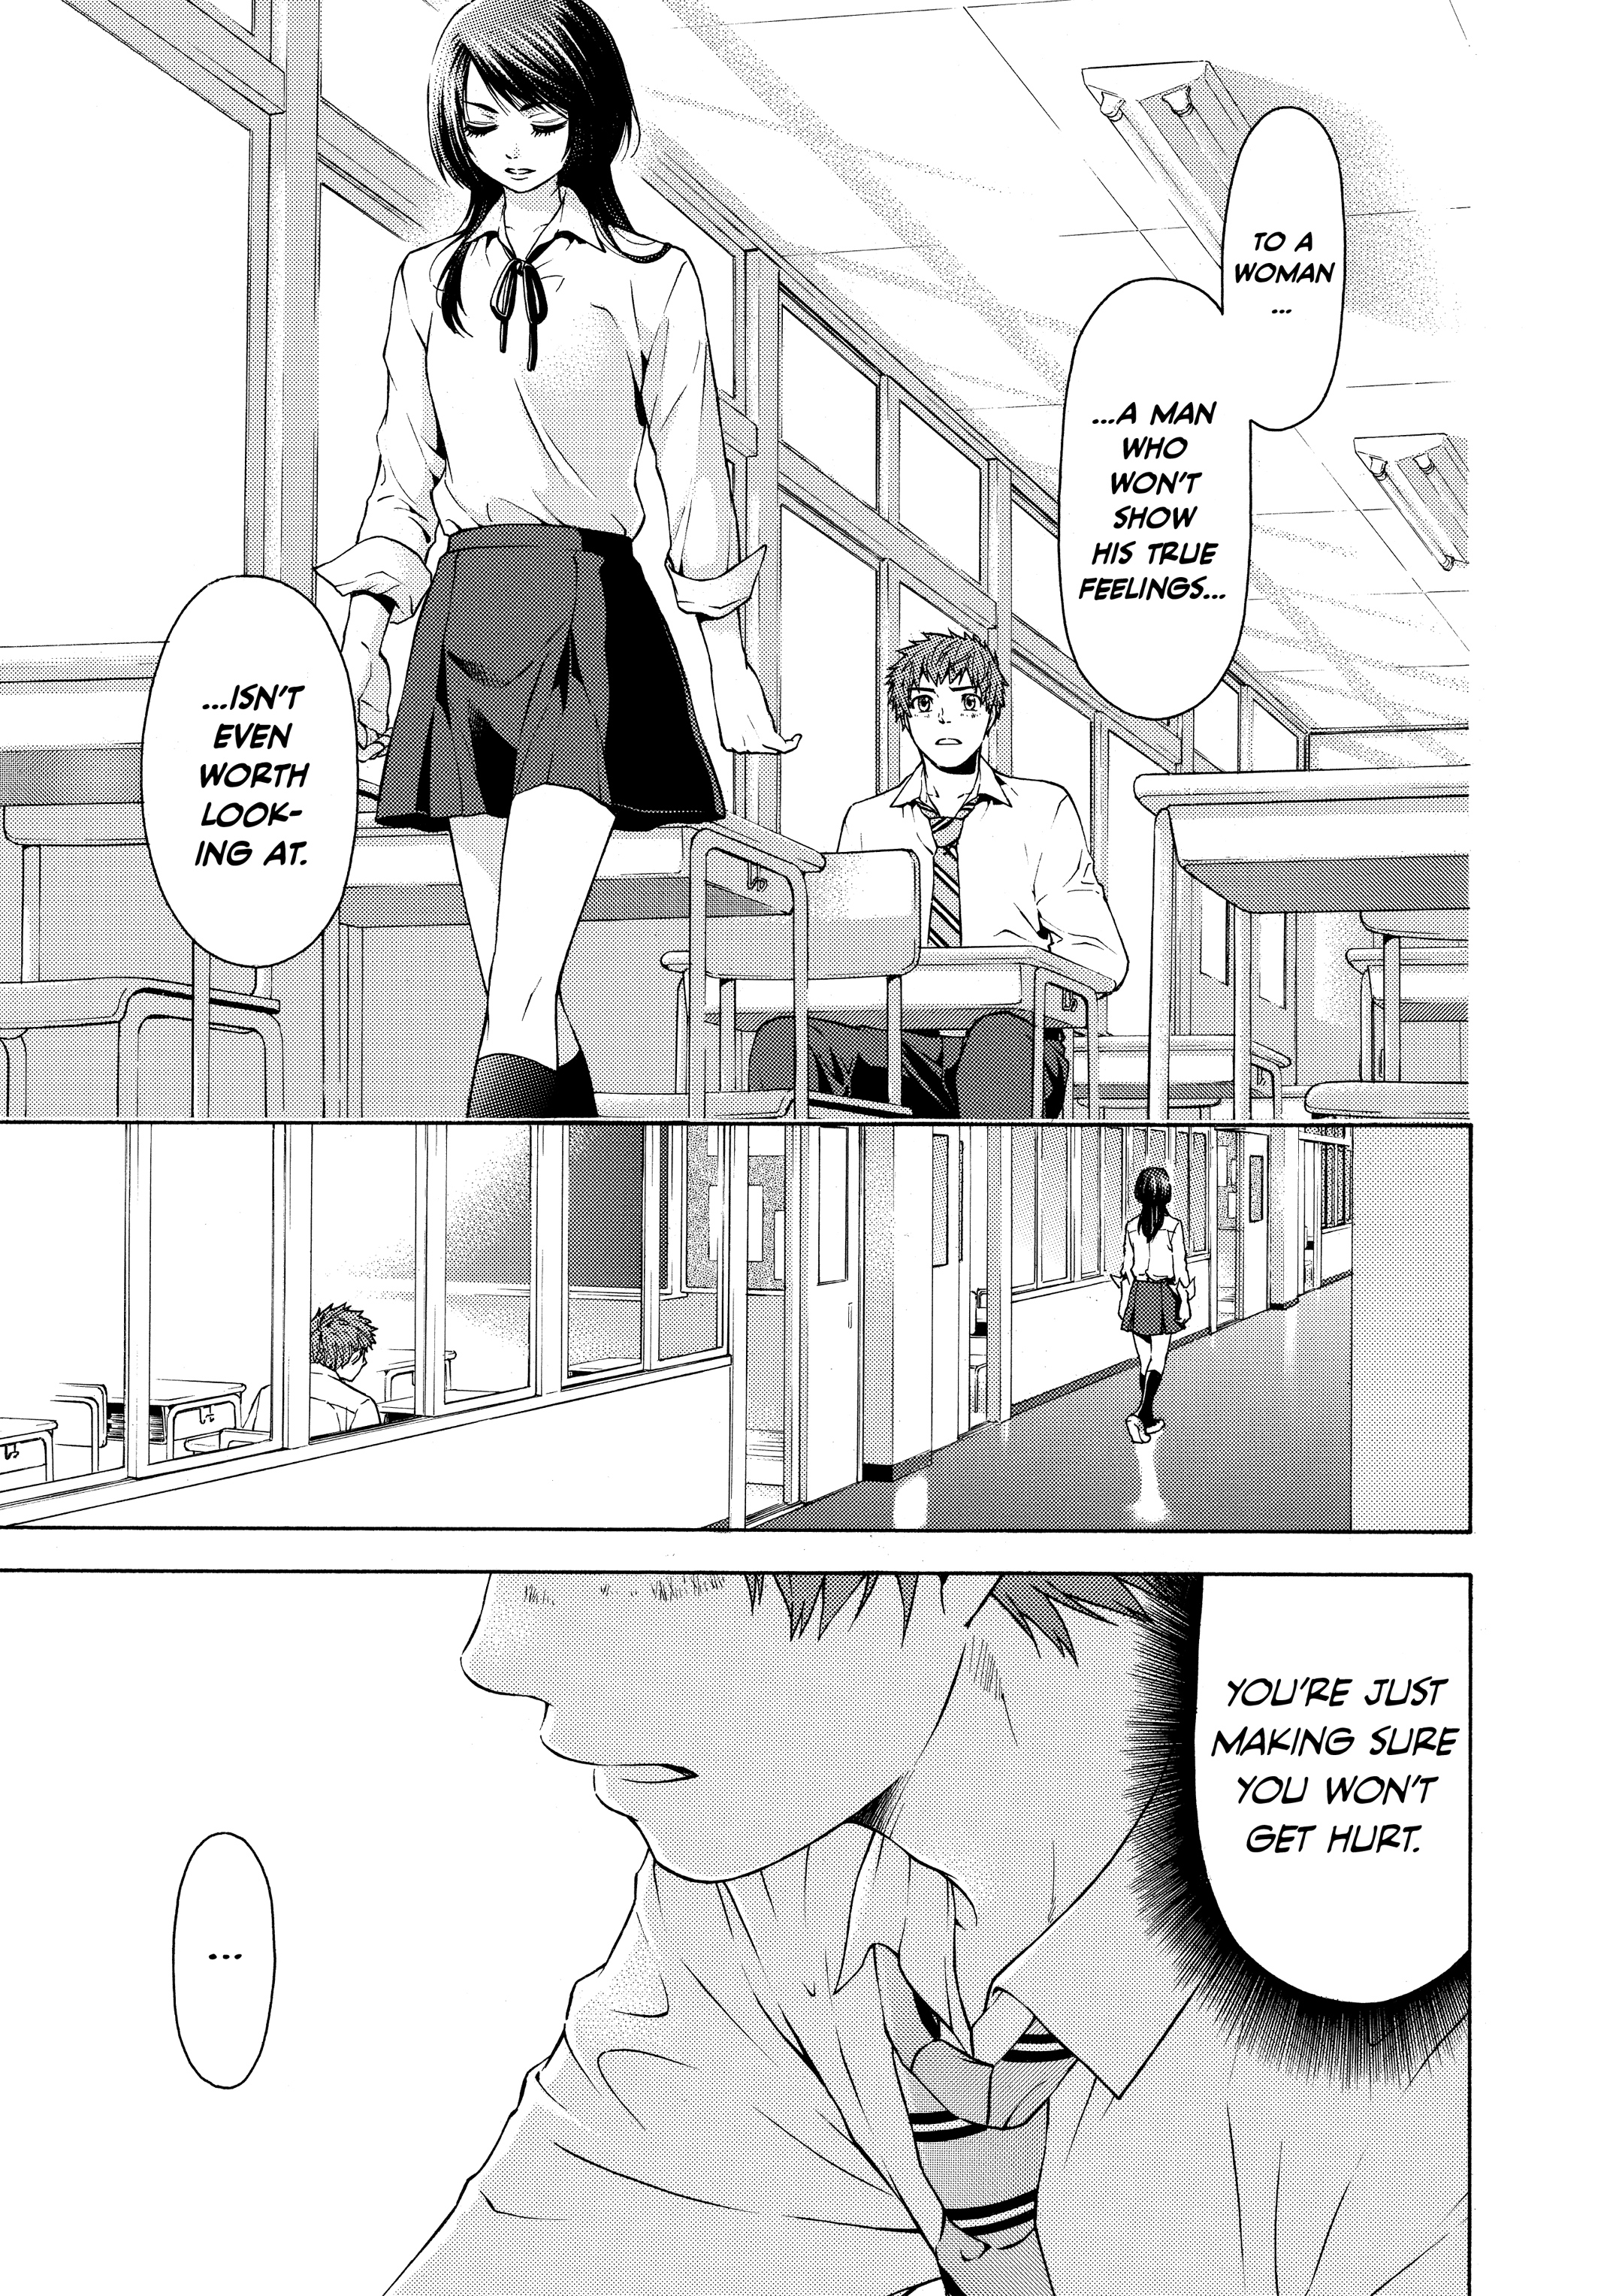 TO A
WOMAN
...
...A MAN
WHO
WON'T
SHOW
HIS TRUE
FEELINGS...
...ISN'T
EVEN
WORTH
LOOK-
ING AT.
YOU'RE JUST
MAKING SURE
YOU WON'T
GET HURT.
...